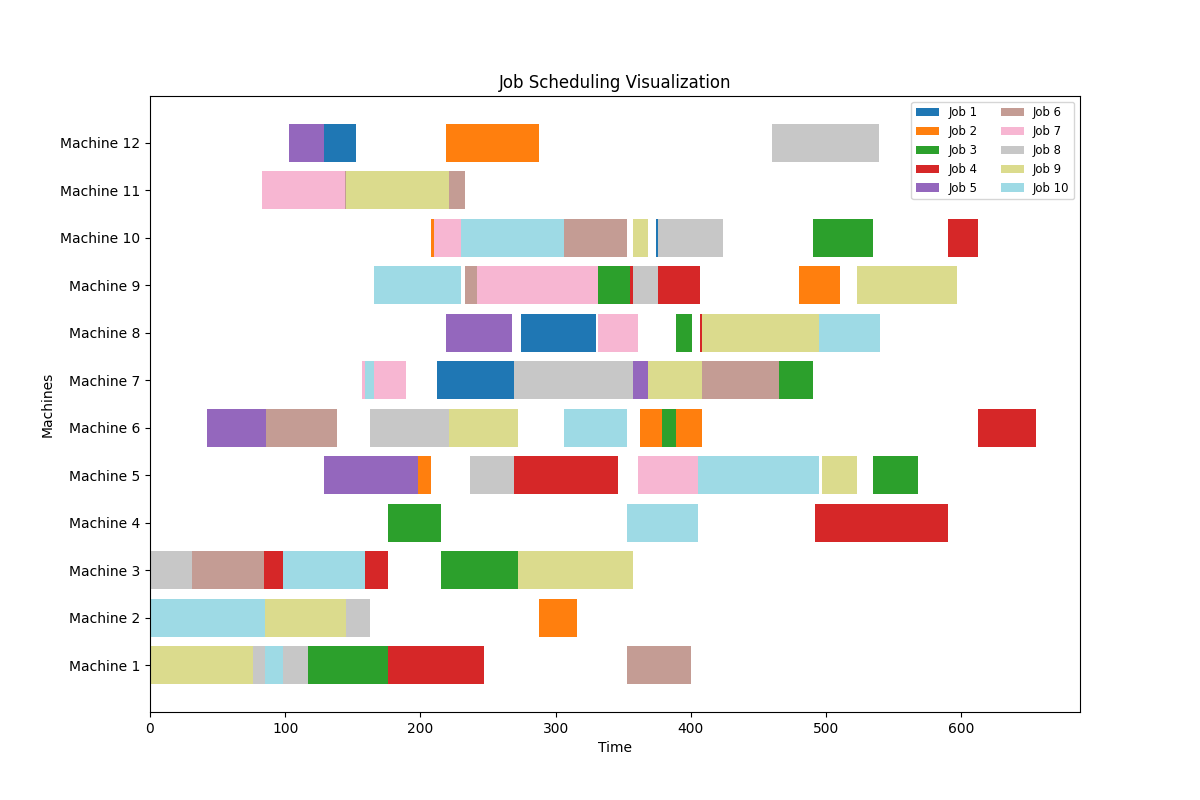 Job Scheduling Visualization
Machine 12
Machine 11
Machine 10
Machine 9
Machine 8
Machine 7
Machine 6
Machine 5
Machine 4
Machine 3
Machine 2
Machine 1
Machines
0 100 200 300 400 500 600
Time
Job 1 Job 6
Job 2 Job 7
Job 3 Job 8
Job 4 Job 9
Job 5 Job 10